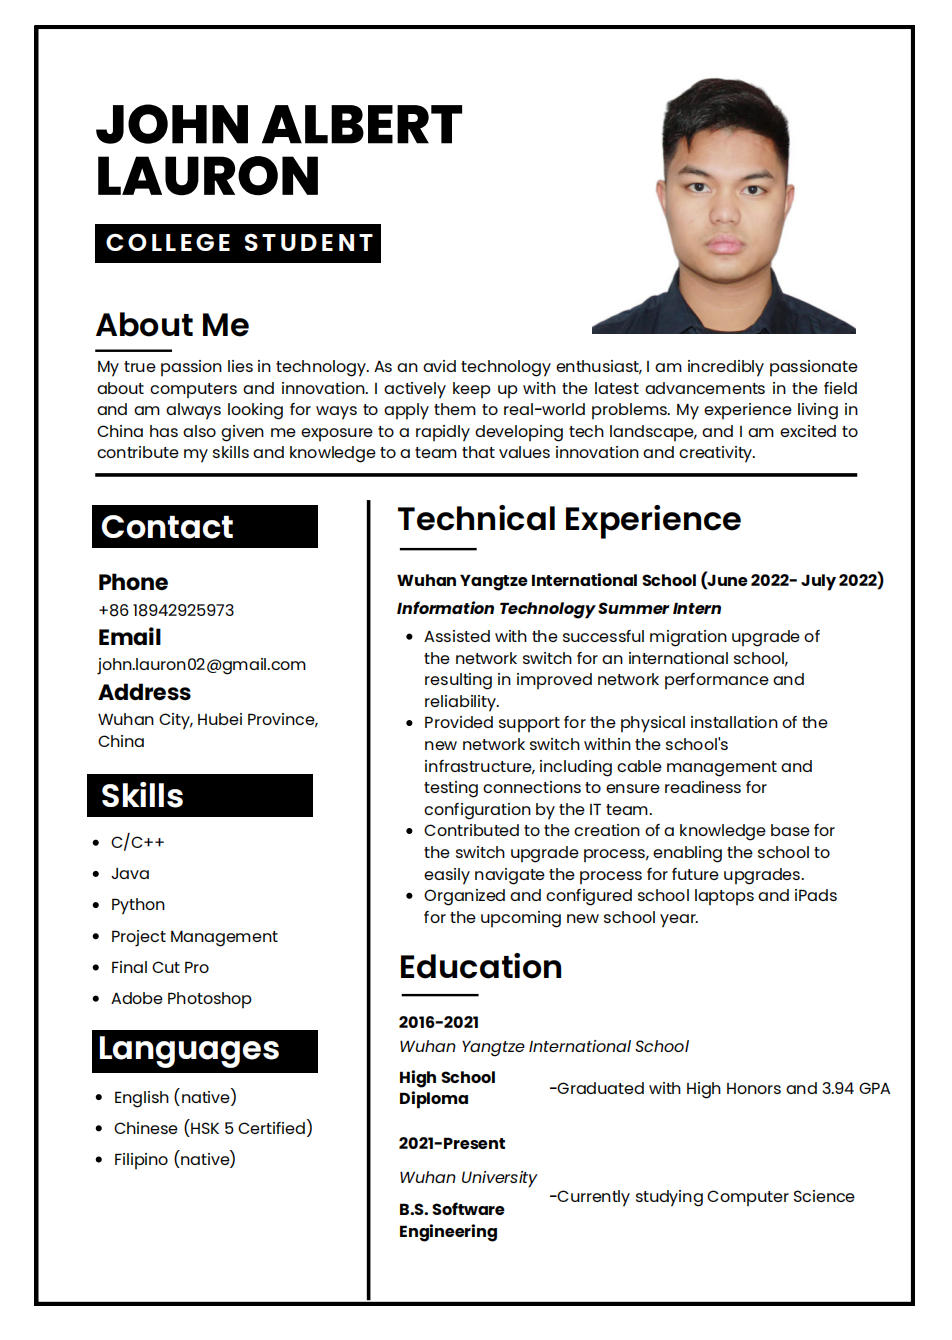 JOHN ALBERT
LAURON
COLLEGE STUDENT
About Me
My true passion lies in technology. As an avid technology enthusiast, I am incredibly passionate
about computers and innovation. I actively keep up with the latest advancements in the field
and am always looking for ways to apply them to real-world problems. My experience living in
China has also given me exposure to a rapidly developing tech landscape, and I am excited to
contribute my skills and knowledge to a team that values innovation and creativity.
Contact
Phone
+86 18942925973
Email
john.lauron02@gmail.com
Address
Wuhan City, Hubei Province,
China
Skills
• C/C++
• Java
• Python
• Project Management
• Final Cut Pro
• Adobe Photoshop
Languages
• English (native)
• Chinese (HSK 5 Certified)
• Filipino (native)
Technical Experience
Wuhan Yangtze International School (June 2022- July 2022)
Information Technology Summer Intern
• Assisted with the successful migration upgrade of
the network switch for an international school,
resulting in improved network performance and
reliability.
• Provided support for the physical installation of the
new network switch within the school's
infrastructure, including cable management and
testing connections to ensure readiness for
configuration by the IT team.
• Contributed to the creation of a knowledge base for
the switch upgrade process, enabling the school to
easily navigate the process for future upgrades.
• Organized and configured school laptops and iPads
for the upcoming new school year.
Education
2016-2021
Wuhan Yangtze International School
High School
Diploma
-Graduated with High Honors and 3.94 GPA
2021-Present
Wuhan University
B.S. Software
Engineering
-Currently studying Computer Science